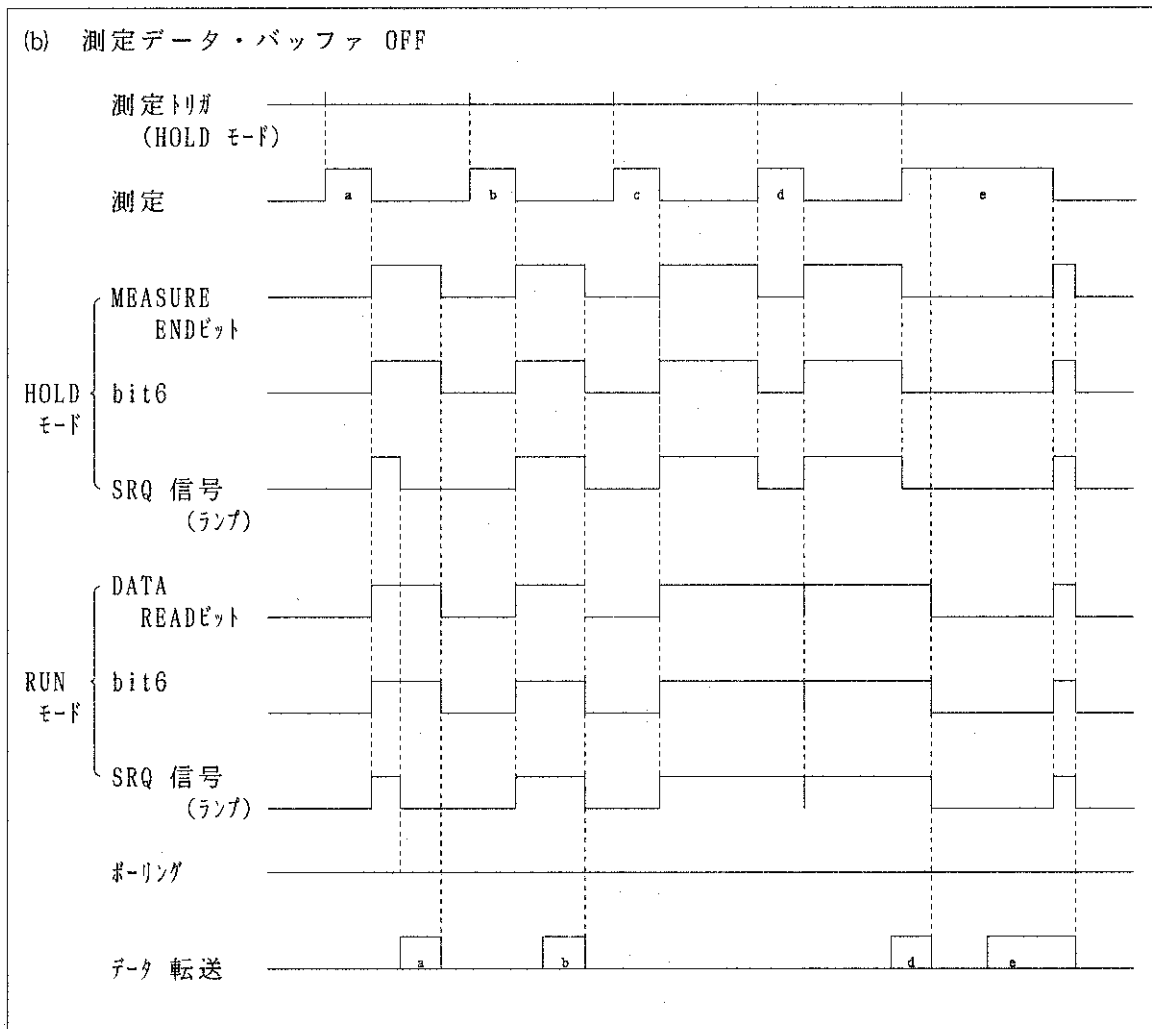 (b) 測定データ・バッファ OFF
測定トリガ
(HOLD モード)
測定
a
b
c
d
e
MEASURE
ENDビット
HOLD
モード
bit6
SRQ 信号
(ランプ)
DATA
READビット
RUN
モード
bit6
SRQ 信号
(ランプ)
ポーリング
データ 転送
a
b
d
e